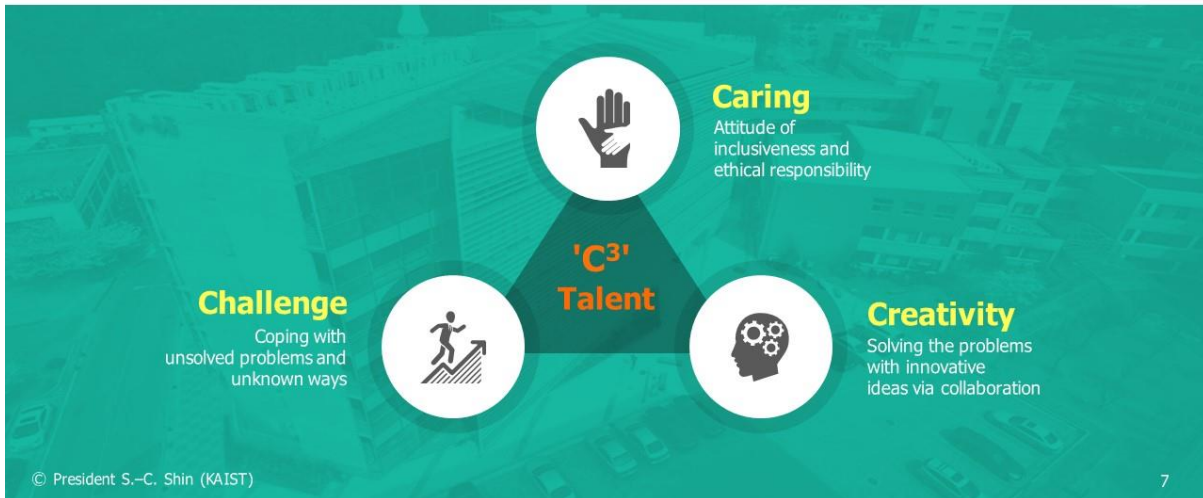 Caring
Attitude of
inclusiveness and
ethical responsibility
'C³'
Talent
Challenge
Coping with
unsolved problems and
unknown ways
Creativity
Solving the problems
with innovative
ideas via collaboration
© President S.–C. Shin (KAIST)
7